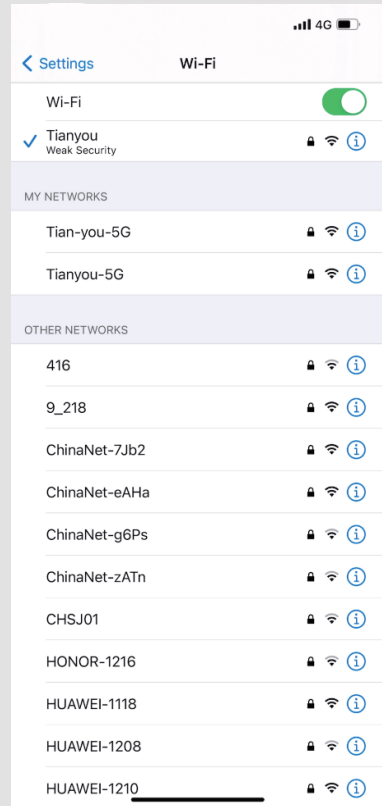 4G
Settings
Wi-Fi
Wi-Fi
Tianyou
Weak Security
MY NETWORKS
Tian-you-5G
Tianyou-5G
OTHER NETWORKS
416
9_218
ChinaNet-7Jb2
ChinaNet-eAHa
ChinaNet-g6Ps
ChinaNet-zATn
CHSJ01
HONOR-1216
HUAWEI-1118
HUAWEI-1208
HUAWEI-1210